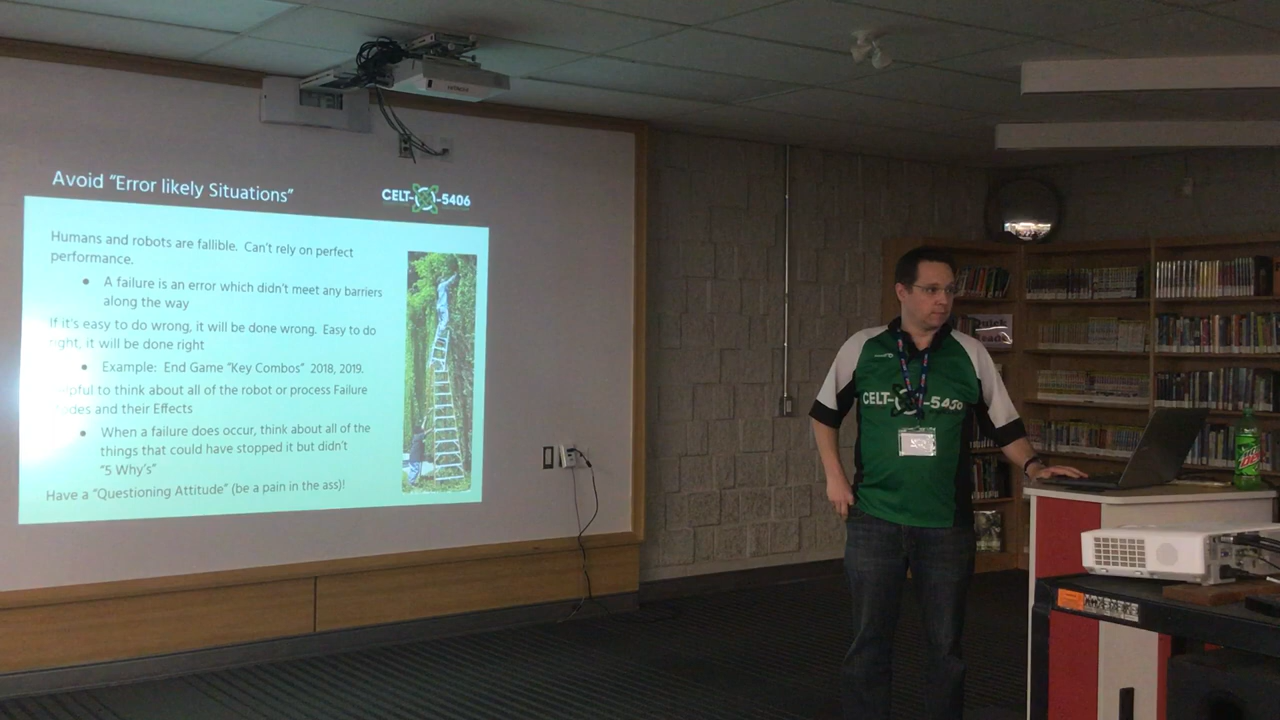 Avoid "Error likely Situations"
CELT-X-5406
Humans and robots are fallible. Can't rely on perfect
performance.
• A failure is an error which didn't meet any barriers
along the way
If it's easy to do wrong, it will be done wrong. Easy to do
right, it will be done right
• Example: End Game "Key Combos" 2018, 2019.
Helpful to think about all of the robot or process Failure
Modes and their Effects
• When a failure does occur, think about all of the
things that could have stopped it but didn't
"5 Why's"
Have a "Questioning Attitude" (be a pain in the ass)!
HITACHI
CELT-X-5406
Quick
Reads